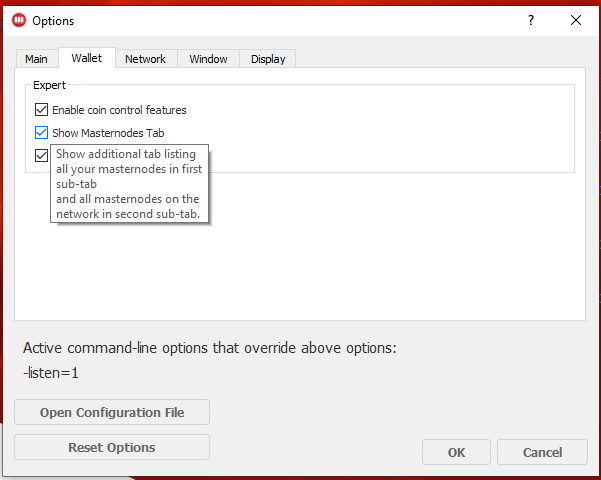 Options
?
Main
Wallet
Network
Window
Display
Expert
Enable coin control features
Show Masternodes Tab
Show additional tab listing
all your masternodes in first
sub-tab
and all masternodes on the
network in second sub-tab.
Active command-line options that override above options:
-listen=1
Open Configuration File
Reset Options
OK
Cancel